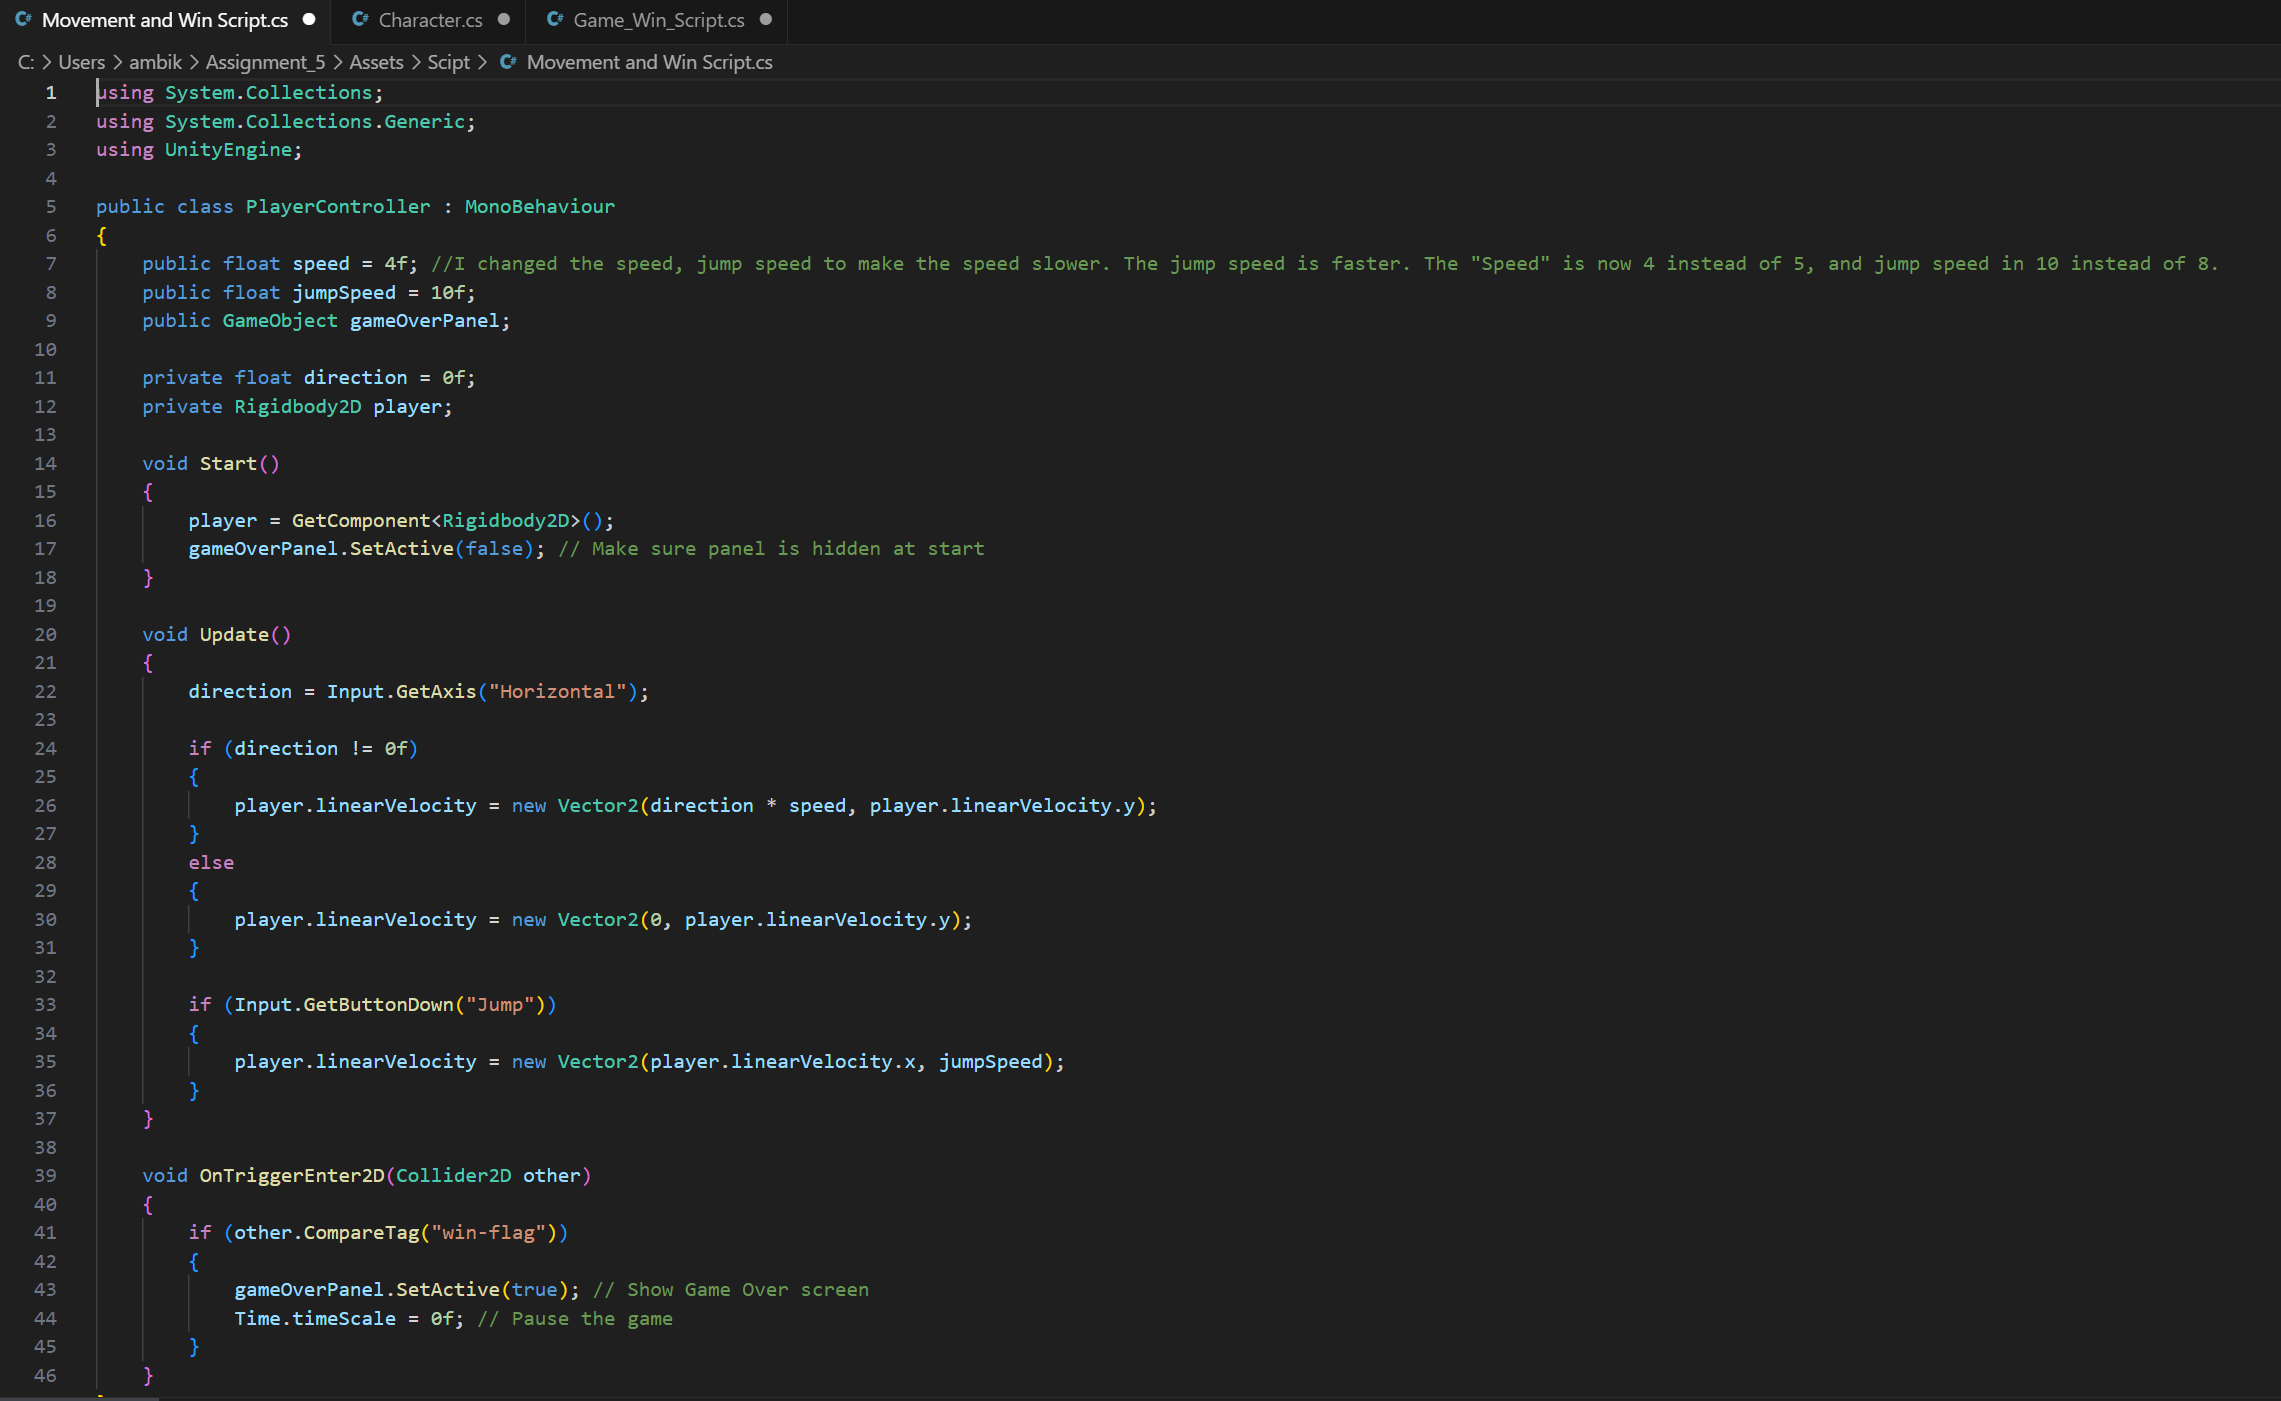 Movement and Win Script.cs Character.cs Game_Win_Script.cs
C: > Users > ambik > Assignment_5 > Assets > Scipt > Movement and Win Script.cs
1 using System.Collections;
2 using System.Collections.Generic;
3 using UnityEngine;
4
5 public class PlayerController : MonoBehaviour
6 {
7     public float speed = 4f; //I changed the speed, jump speed to make the speed slower. The jump speed is faster. The "Speed" is now 4 instead of 5, and jump speed in 10 instead of 8.
8     public float jumpSpeed = 10f;
9     public GameObject gameOverPanel;
10
11     private float direction = 0f;
12     private Rigidbody2D player;
13
14     void Start()
15     {
16         player = GetComponent<Rigidbody2D>();
17         gameOverPanel.SetActive(false); // Make sure panel is hidden at start
18     }
19
20     void Update()
21     {
22         direction = Input.GetAxis("Horizontal");
23
24         if (direction != 0f)
25         {
26             player.linearVelocity = new Vector2(direction * speed, player.linearVelocity.y);
27         }
28         else
29         {
30             player.linearVelocity = new Vector2(0, player.linearVelocity.y);
31         }
32
33         if (Input.GetButtonDown("Jump"))
34         {
35             player.linearVelocity = new Vector2(player.linearVelocity.x, jumpSpeed);
36         }
37     }
38
39     void OnTriggerEnter2D(Collider2D other)
40     {
41         if (other.CompareTag("win-flag"))
42         {
43             gameOverPanel.SetActive(true); // Show Game Over screen
44             Time.timeScale = 0f; // Pause the game
45         }
46     }